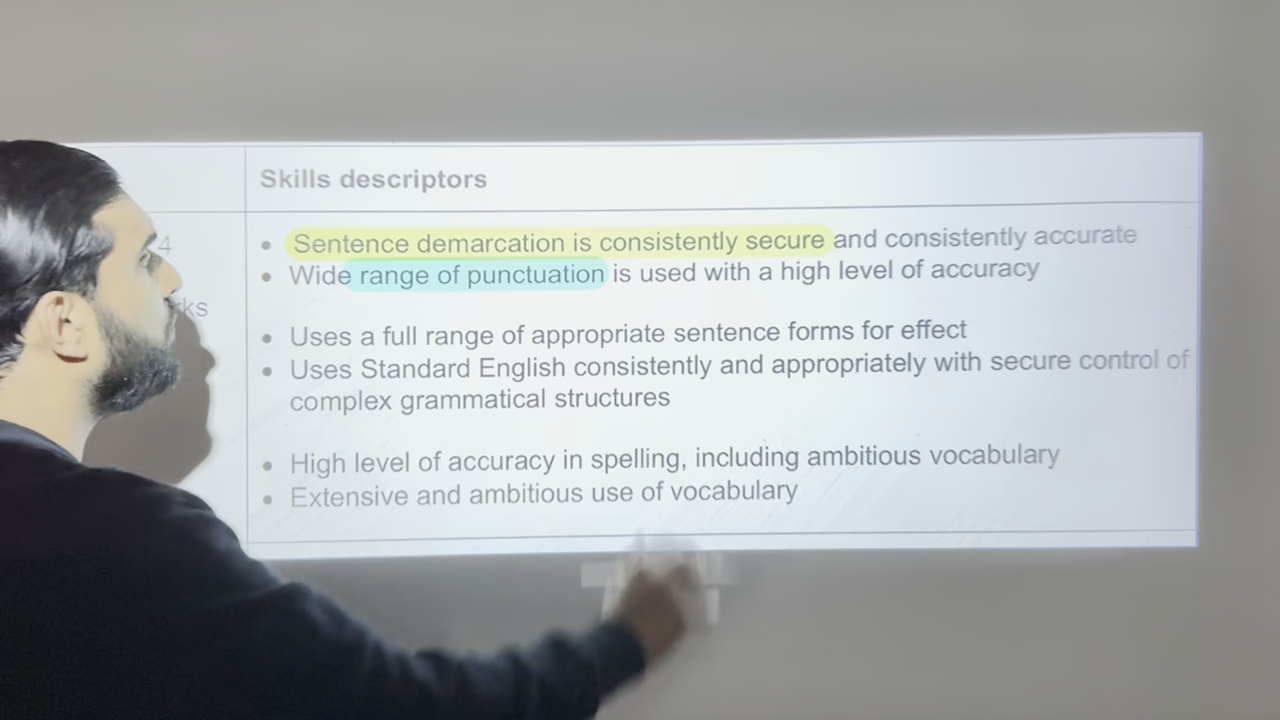 Skills descriptors
4
Sentence demarcation is consistently secure and consistently accurate
Wide range of punctuation is used with a high level of accuracy
ks
Uses a full range of appropriate sentence forms for effect
Uses Standard English consistently and appropriately with secure control of
complex grammatical structures
High level of accuracy in spelling, including ambitious vocabulary
Extensive and ambitious use of vocabulary